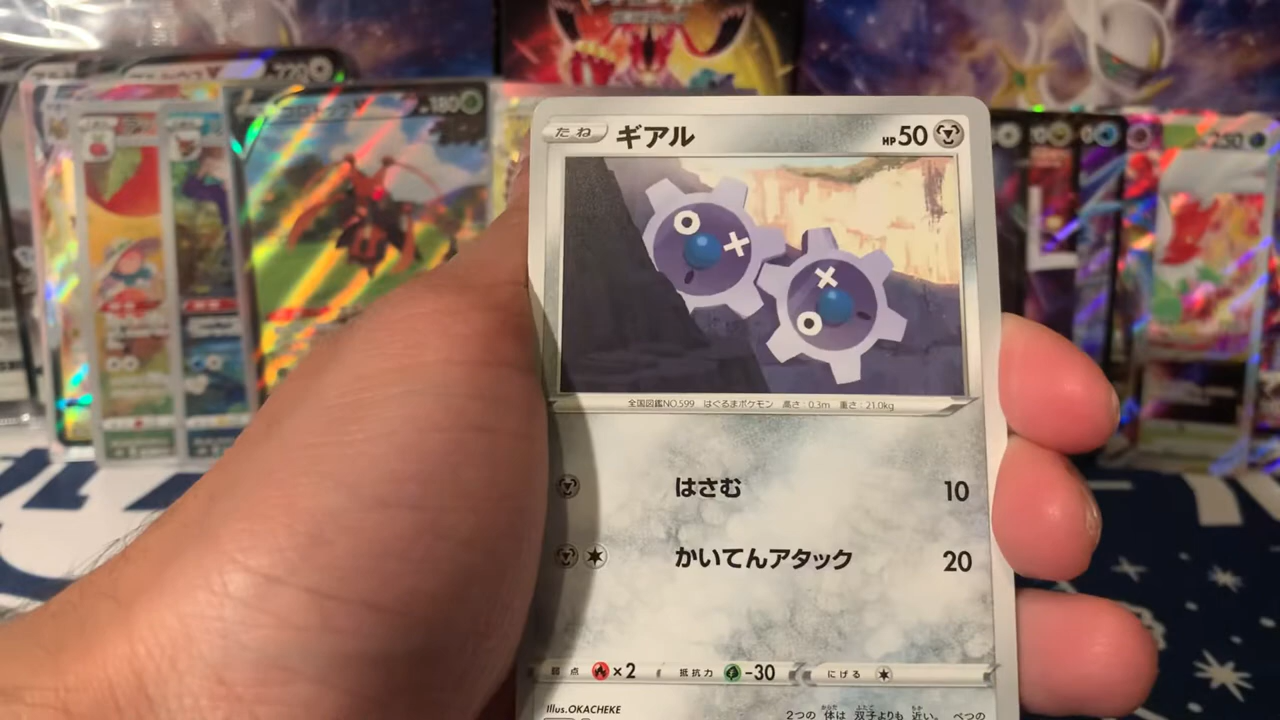 220
180
250
たね ギアル HP50
全国図鑑NO.599 はぐるまポケモン 高さ:0.3m 重さ:21.0kg
はさむ 10
かいてんアタック 20
弱点 ×2 抵抗力 -30 にげる
Illus.OKACHEKE
2つの 体は 双子よりも 近い。 べつの